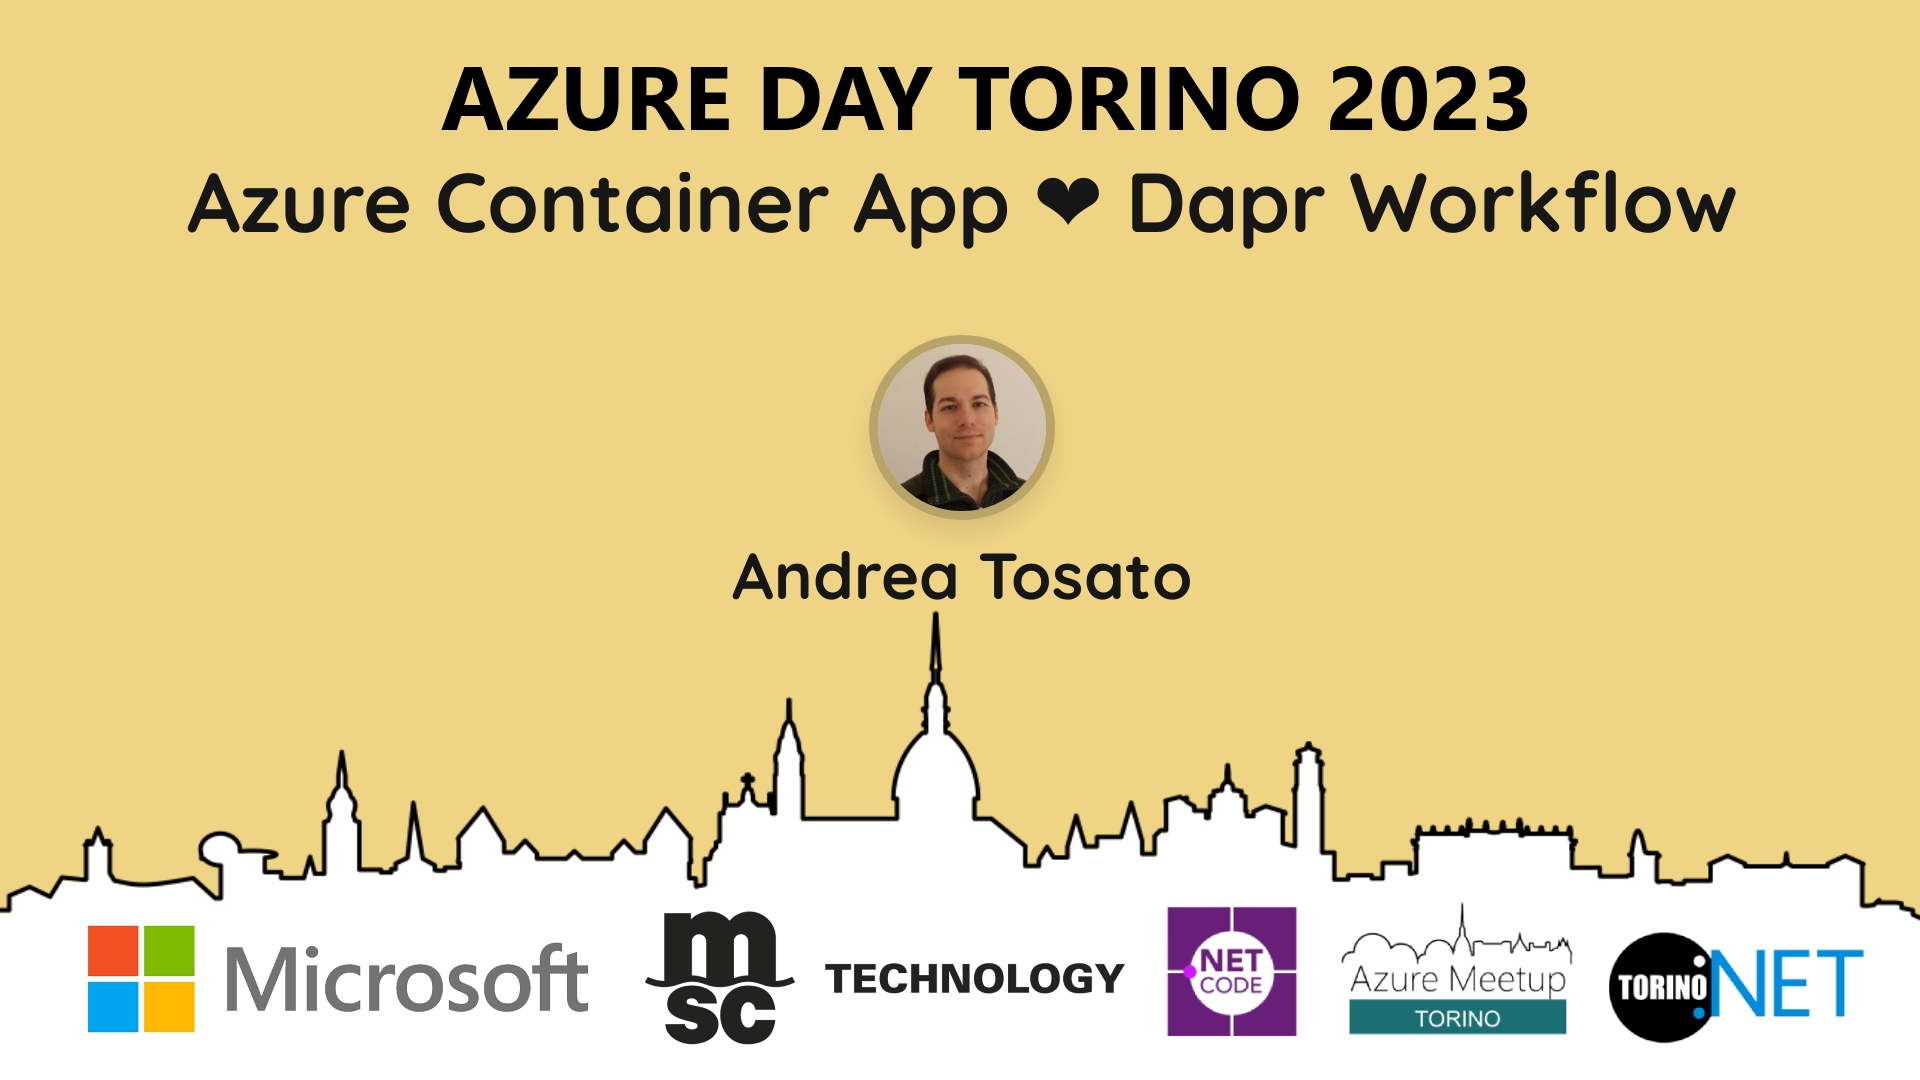 AZURE DAY TORINO 2023
Azure Container App ❤ Dapr Workflow
Andrea Tosato
Microsoft
msc TECHNOLOGY
.NET CODE
Azure Meetup
TORINO
TORINO.NET